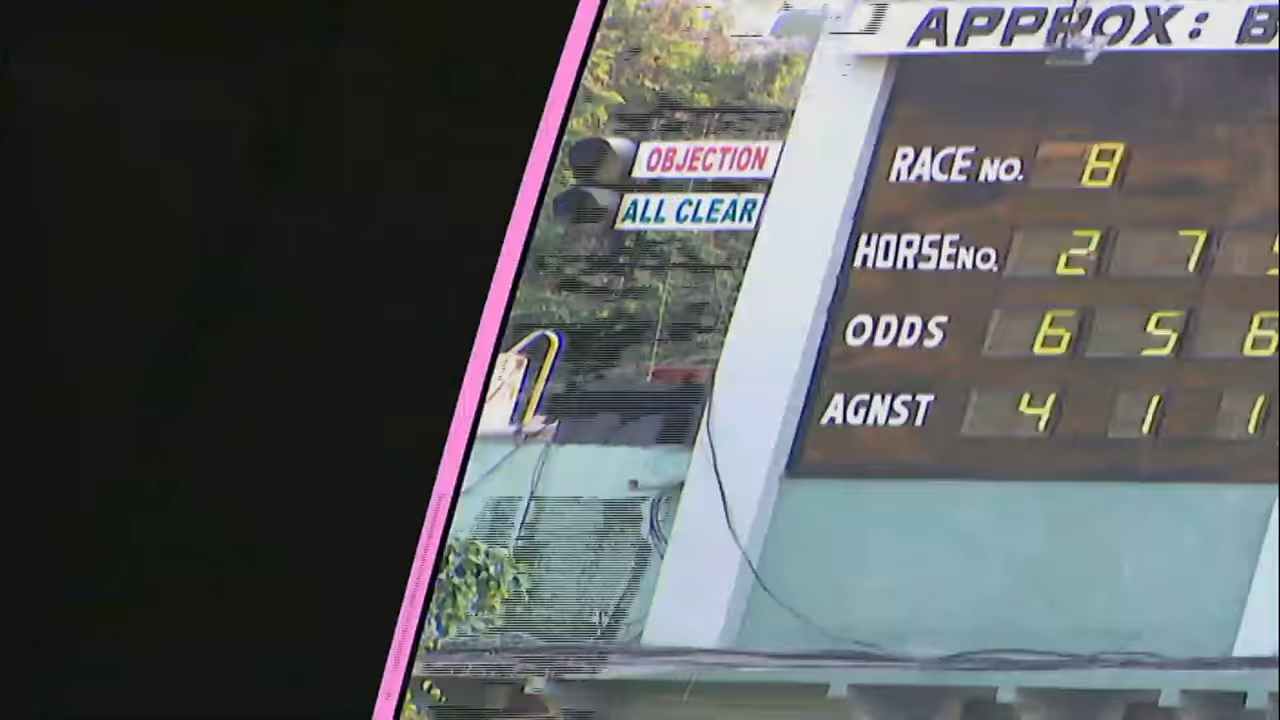 APPROX: B
OBJECTION
ALL CLEAR
RACE NO. 8
HORSE NO. 2 7
ODDS 6 5 6
AGNST 4 1 1